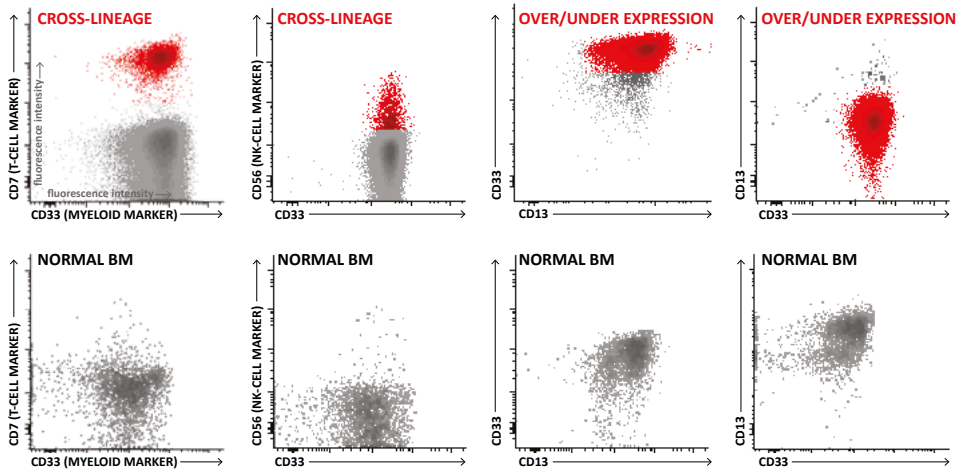 CROSS-LINEAGE
CD7 (T-CELL MARKER)
fluorescence intensity
fluorescence intensity
CD33 (MYELOID MARKER)
CROSS-LINEAGE
CD56 (NK-CELL MARKER)
CD33
OVER/UNDER EXPRESSION
CD33
CD13
OVER/UNDER EXPRESSION
CD13
CD33
NORMAL BM
CD7 (T-CELL MARKER)
CD33 (MYELOID MARKER)
NORMAL BM
CD56 (NK-CELL MARKER)
CD33
NORMAL BM
CD33
CD13
NORMAL BM
CD13
CD33